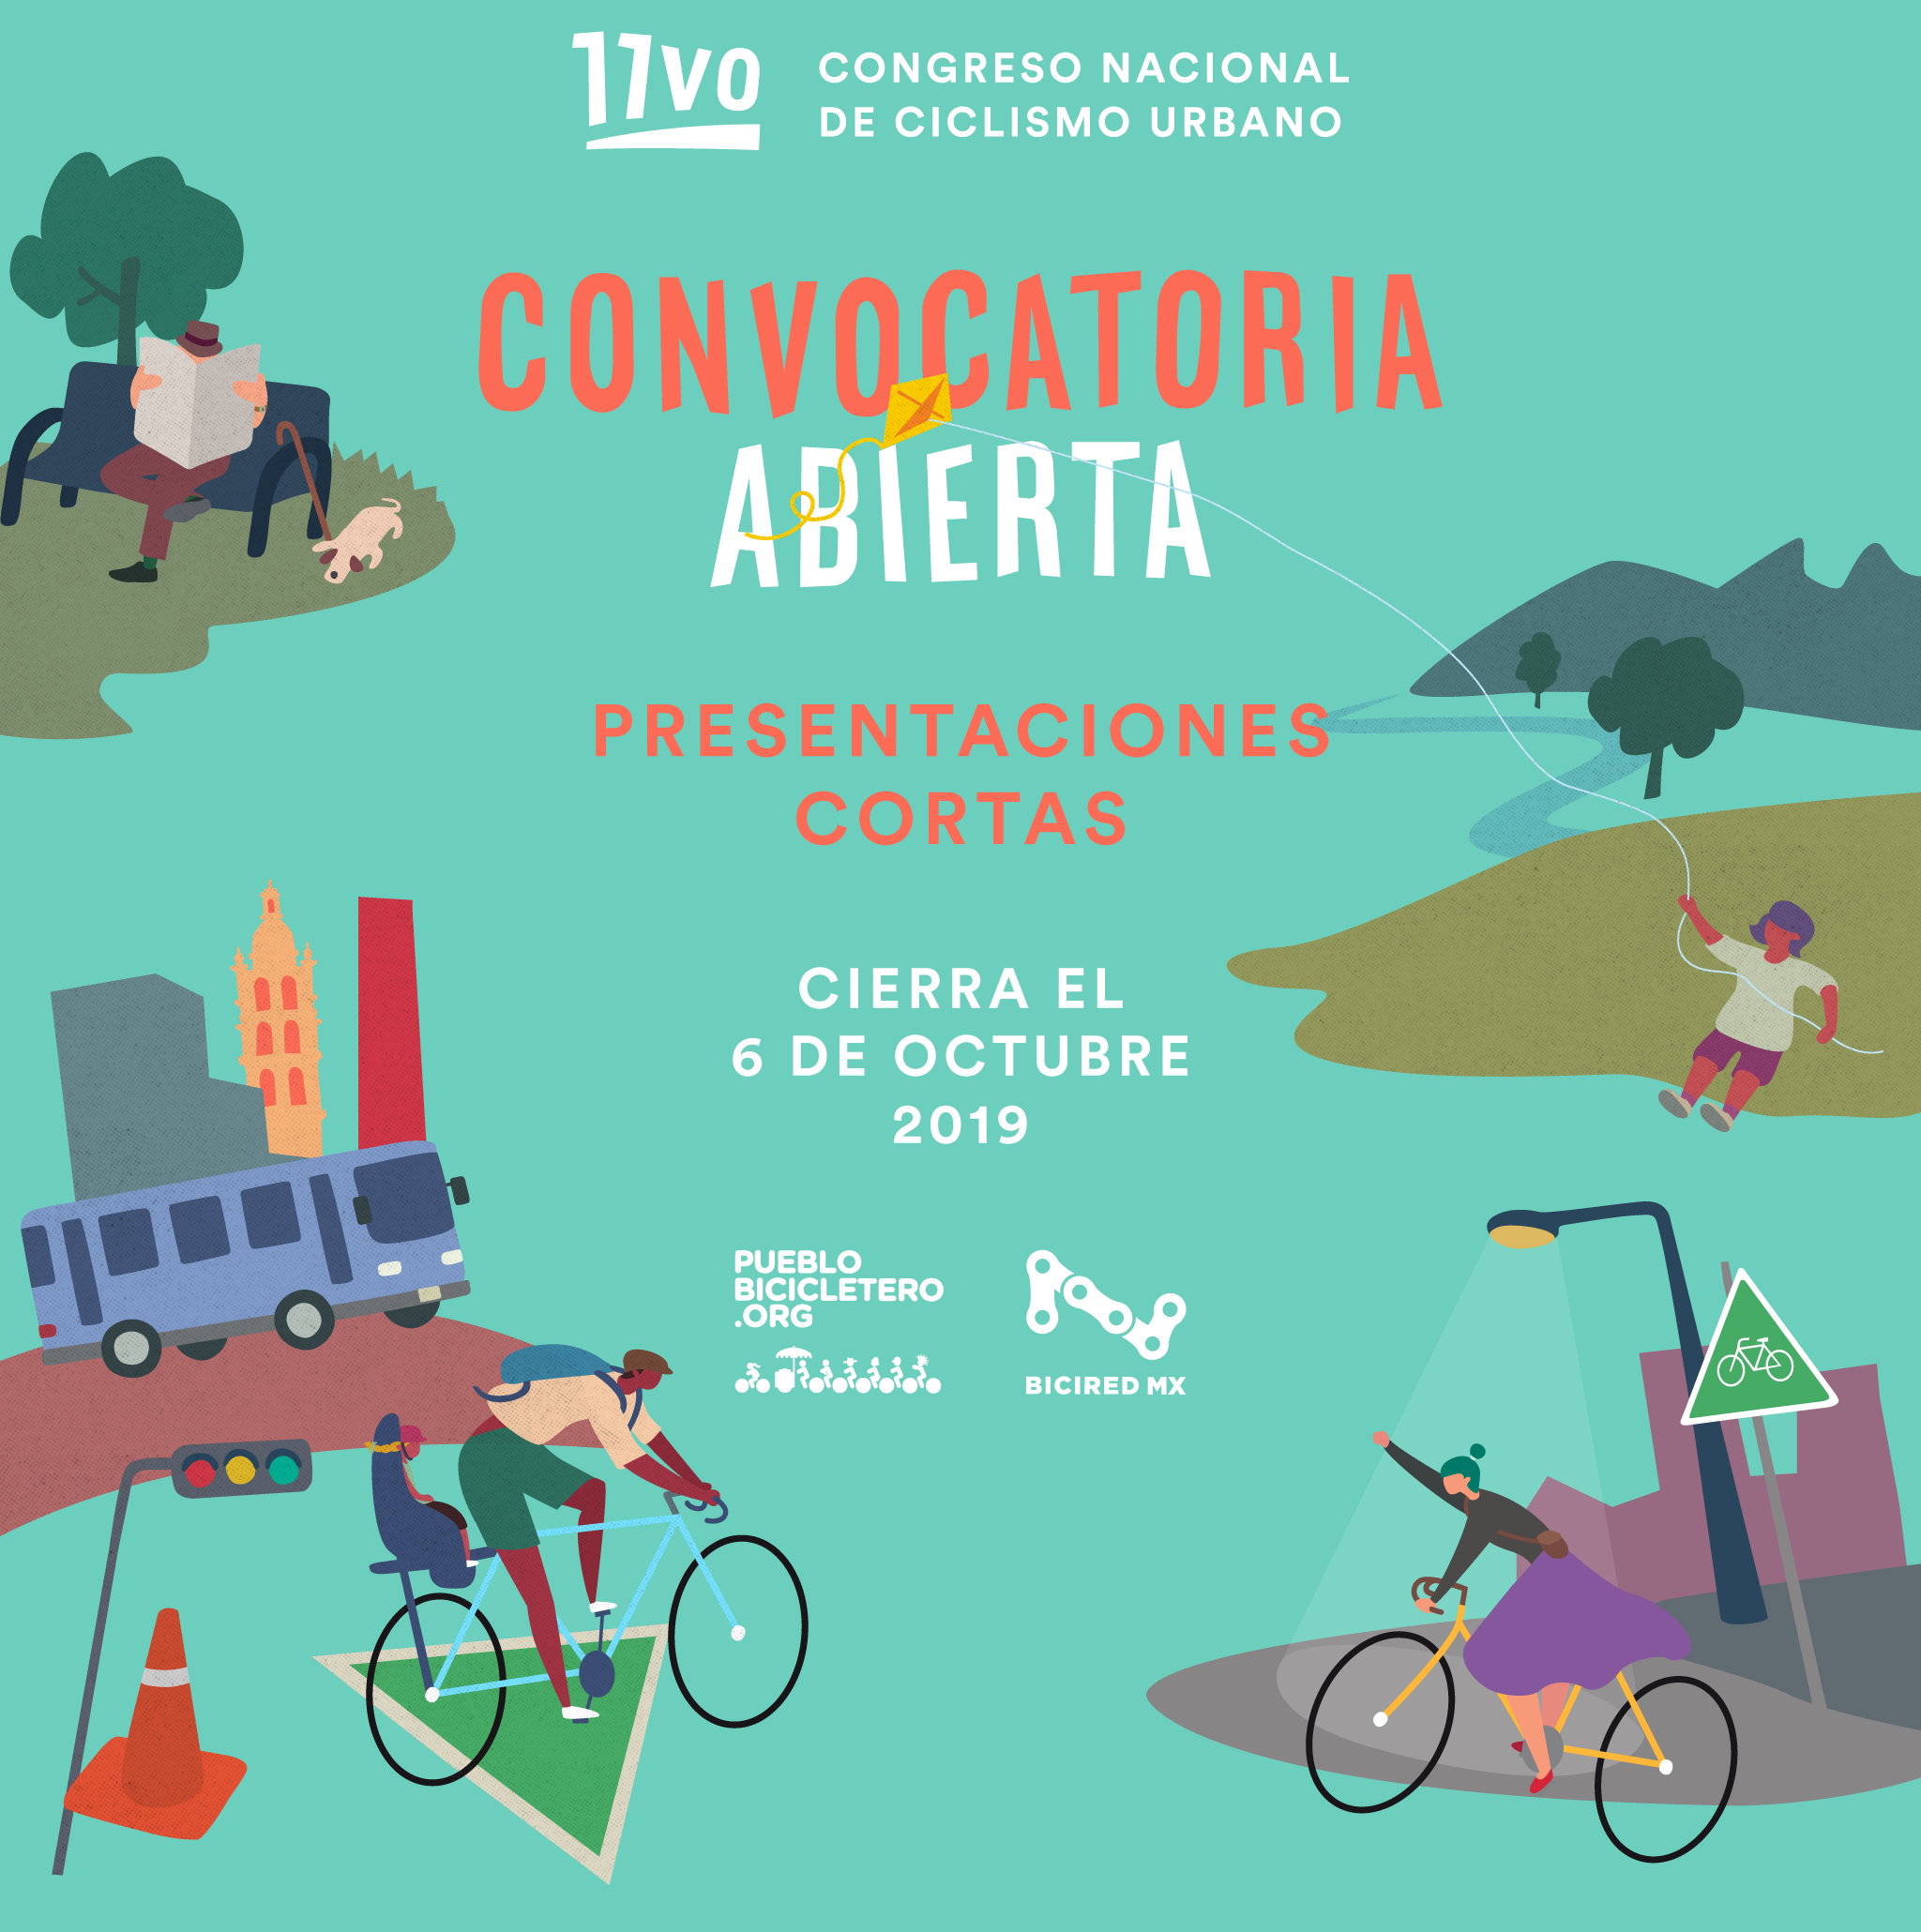 11vo
CONGRESO NACIONAL
DE CICLISMO URBANO
CONVOCATORIA
ABIERTA
PRESENTACIONES
CORTAS
CIERRA EL
6 DE OCTUBRE
2019
PUEBLO
BICICLETERO
.ORG
BICIRED MX